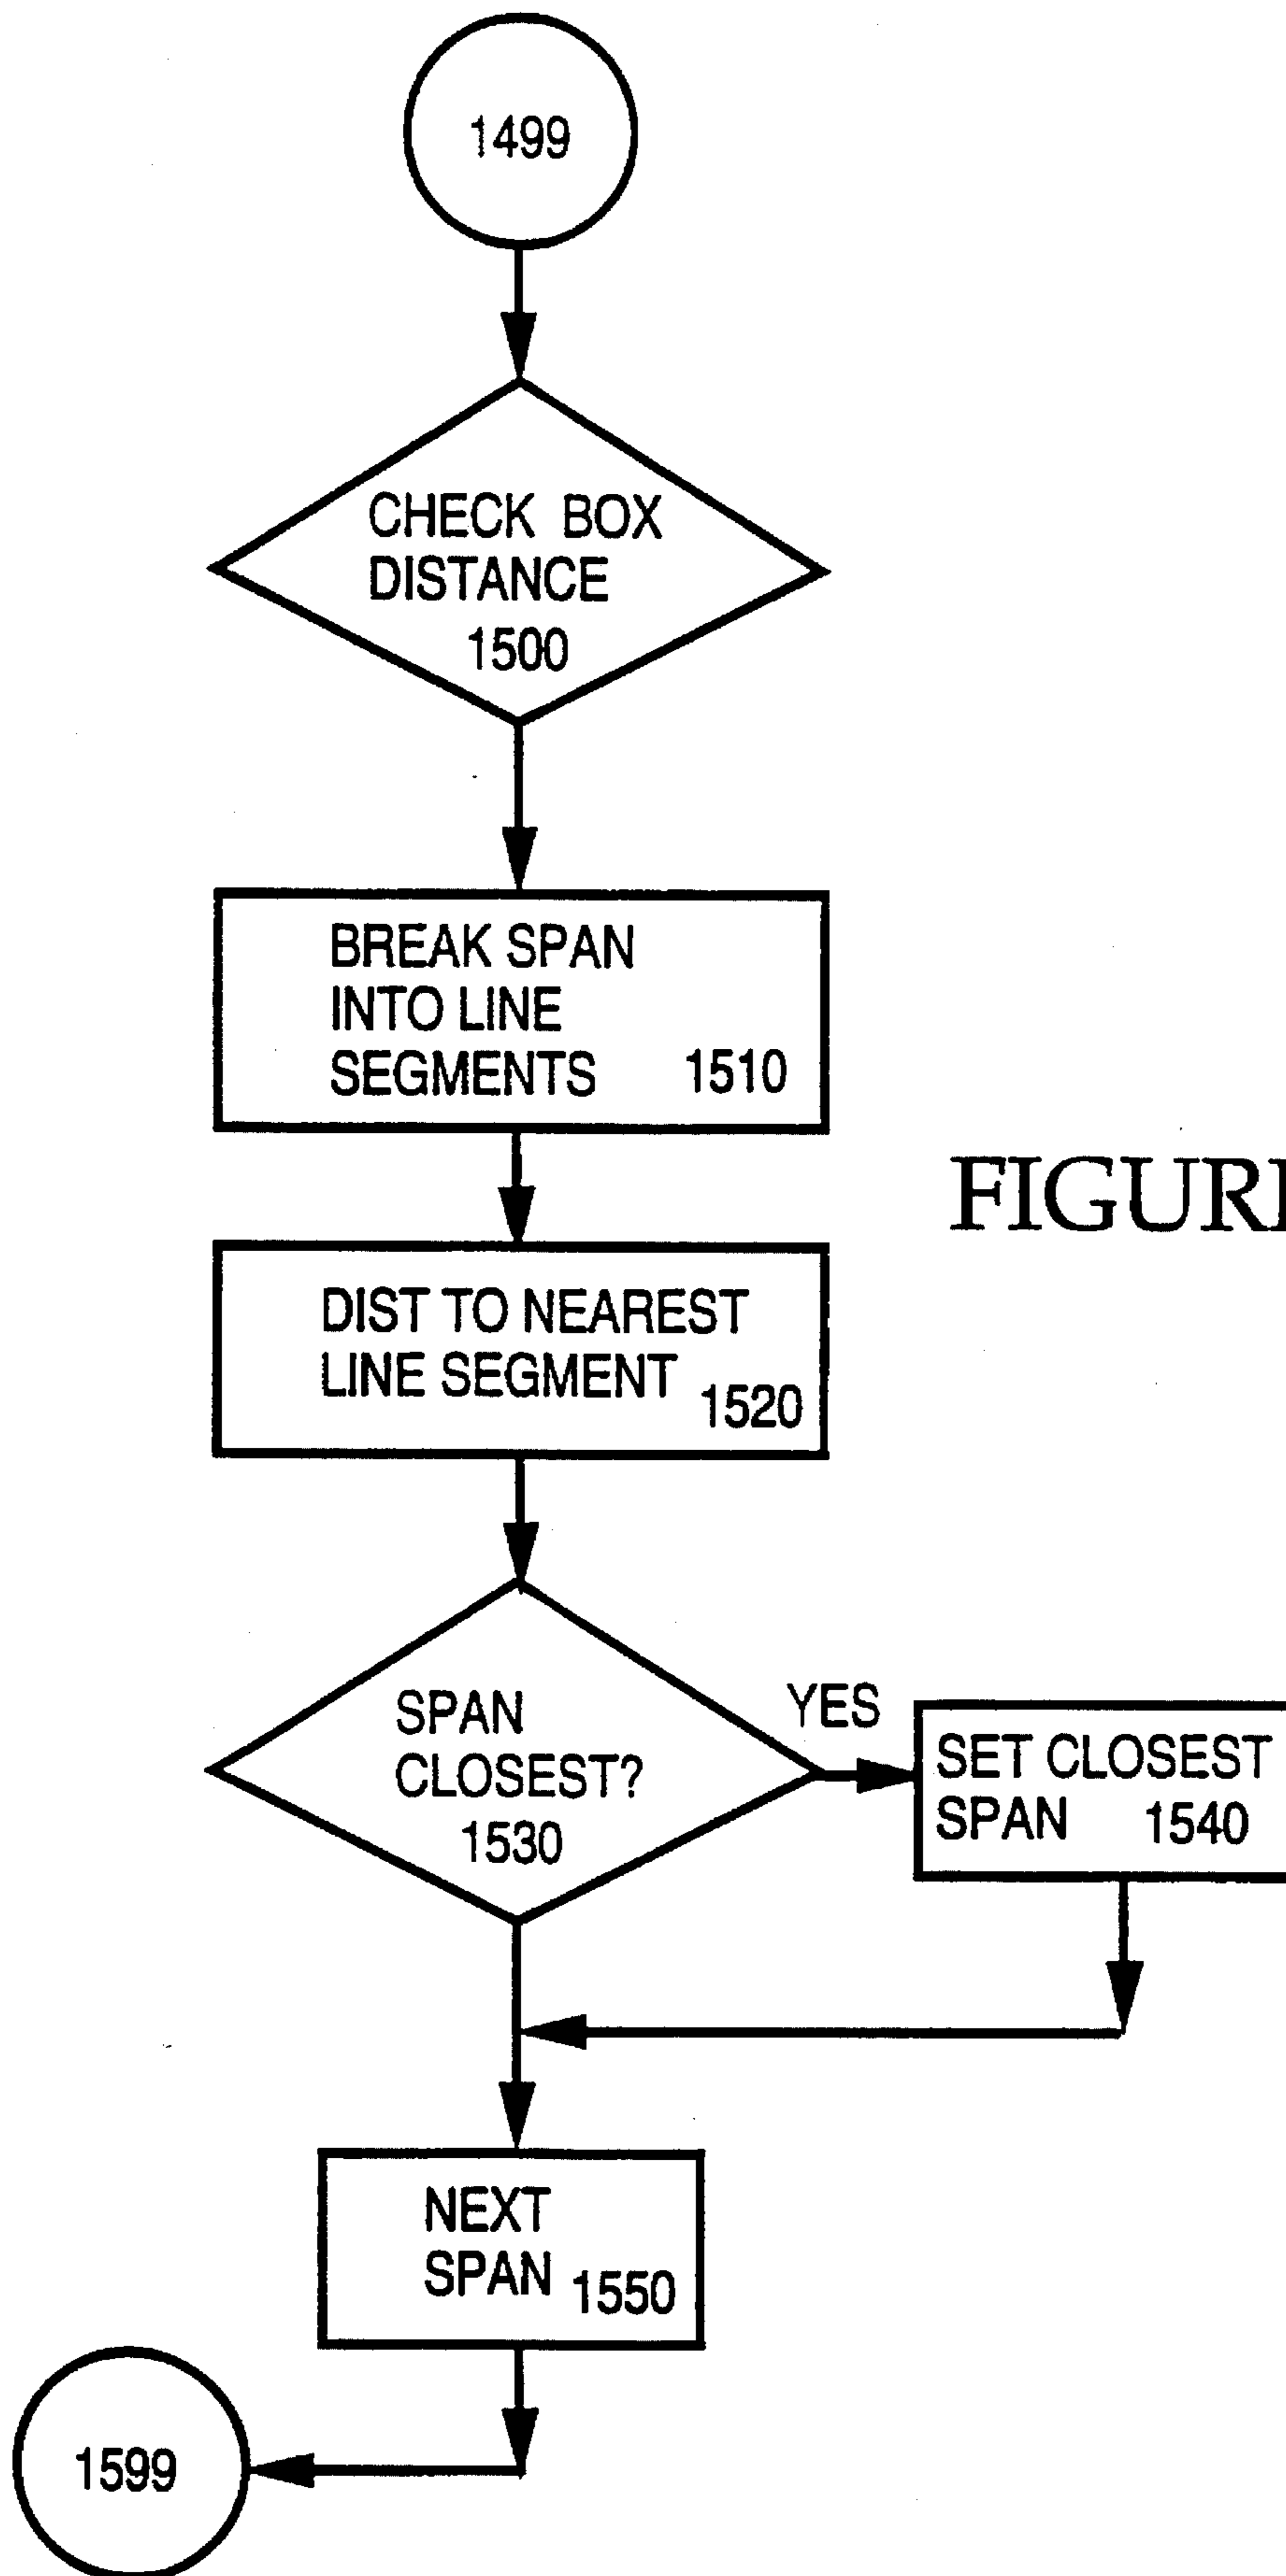 1499
CHECK BOX
DISTANCE
1500
BREAK SPAN
INTO LINE
SEGMENTS 1510
FIGURE
DIST TO NEAREST
LINE SEGMENT
1520
SPAN
CLOSEST?
1530
YES
SET CLOSEST
SPAN 1540
NEXT
SPAN
1550
1599